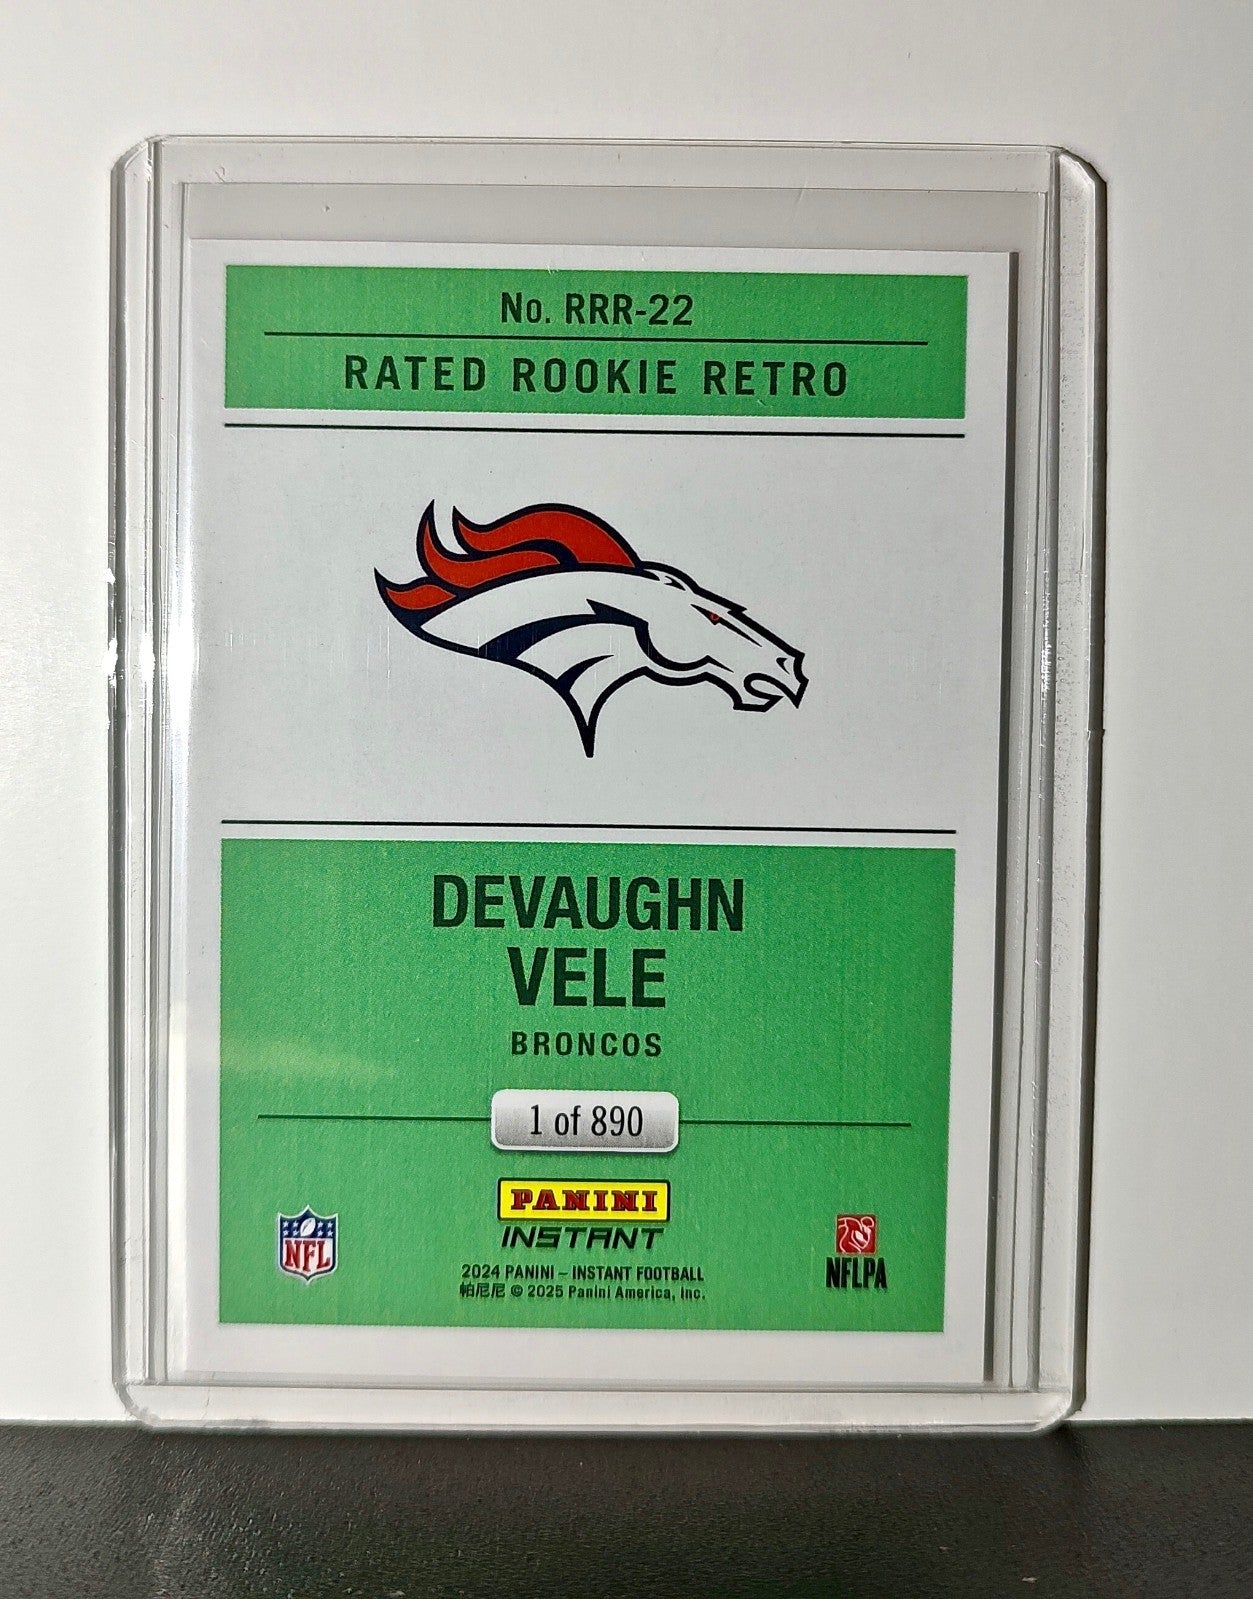 No. RRR-22
RATED ROOKIE RETRO
DEVAUGHN
VELE
BRONCOS
1 of 890
PANINI
INSTANT
NFL
NFLPA
2024 PANINI – INSTANT FOOTBALL
帕尼尼 © 2025 Panini America, Inc.